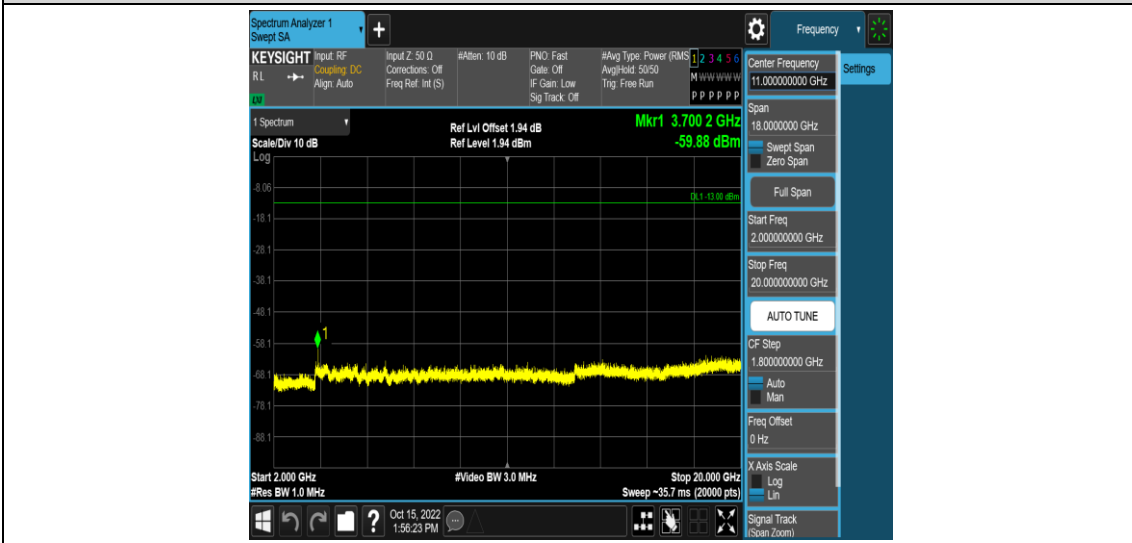 Spectrum Analyzer 1
Swept SA
+
Frequency
KEYSIGHT
RL
LXI
Input: RF
Coupling: DC
Align: Auto
Input Z: 50 Ω
Corrections: Off
Freq Ref: Int (S)
#Atten: 10 dB
PNO: Fast
Gate: Off
IF Gain: Low
Sig Track: Off
#Avg Type: Power (RMS
Avg|Hold: 50/50
Trig: Free Run
1 2 3 4 5 6
M W W W W W
P P P P P P
1 Spectrum
Scale/Div 10 dB
Log
Ref Lvl Offset 1.94 dB
Ref Level 1.94 dBm
Mkr1 3.700 2 GHz
-59.88 dBm
-8.06
DL1 -13.00 dBm
-18.1
-28.1
-38.1
-48.1
1
-58.1
-68.1
-78.1
-88.1
Start 2.000 GHz
#Video BW 3.0 MHz
Stop 20.000 GHz
#Res BW 1.0 MHz
Sweep ~35.7 ms (20000 pts)
?
Oct 15, 2022
1:56:23 PM
Center Frequency
11.000000000 GHz
Settings
Span
18.0000000 GHz
Swept Span
Zero Span
Full Span
Start Freq
2.000000000 GHz
Stop Freq
20.000000000 GHz
AUTO TUNE
CF Step
1.800000000 GHz
Auto
Man
Freq Offset
0 Hz
X Axis Scale
Log
Lin
Signal Track
(Span Zoom)